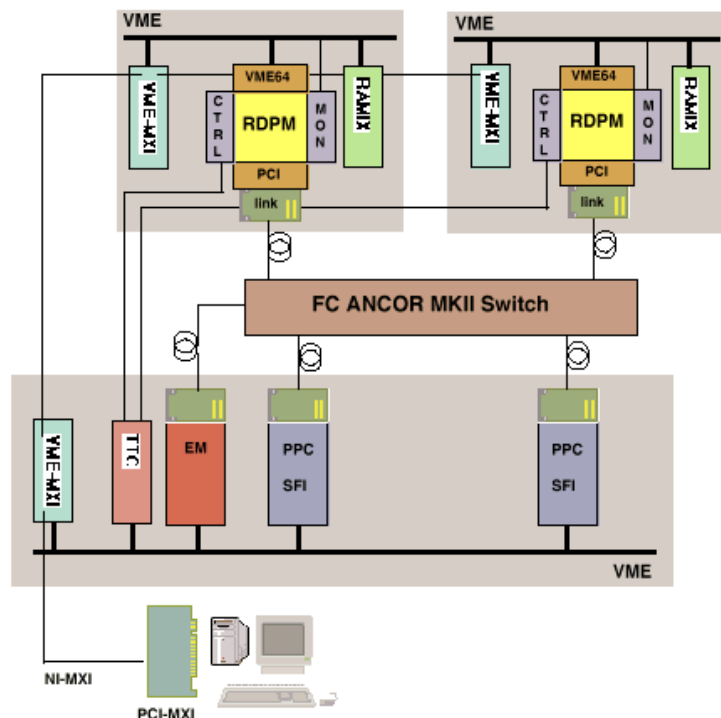 VME
VME
VME-MXI
VME64
RAMIX
CTRL
RDPM
MON
PCI
link
VME-MXI
VME64
RAMIX
CTRL
RDPM
MON
PCI
link
FC ANCOR MKII Switch
VME-MXI
TTC
EM
PPC
SFI
PPC
SFI
VME
NI-MXI
PCI-MXI